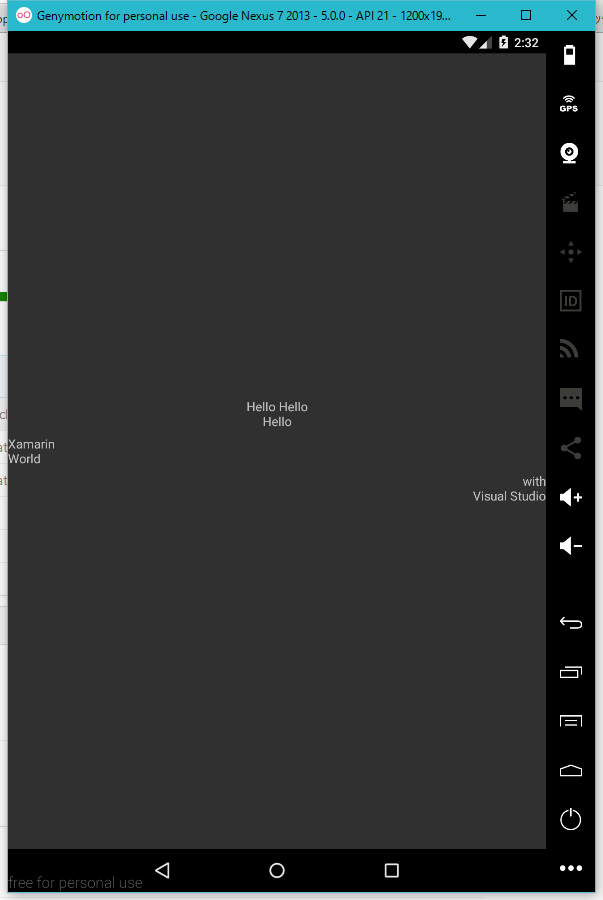 Genymotion for personal use - Google Nexus 7 2013 - 5.0.0 - API 21 - 1200x19...
2:32
GPS
ID
Hello Hello
Hello
Xamarin
World
with
Visual Studio
free for personal use